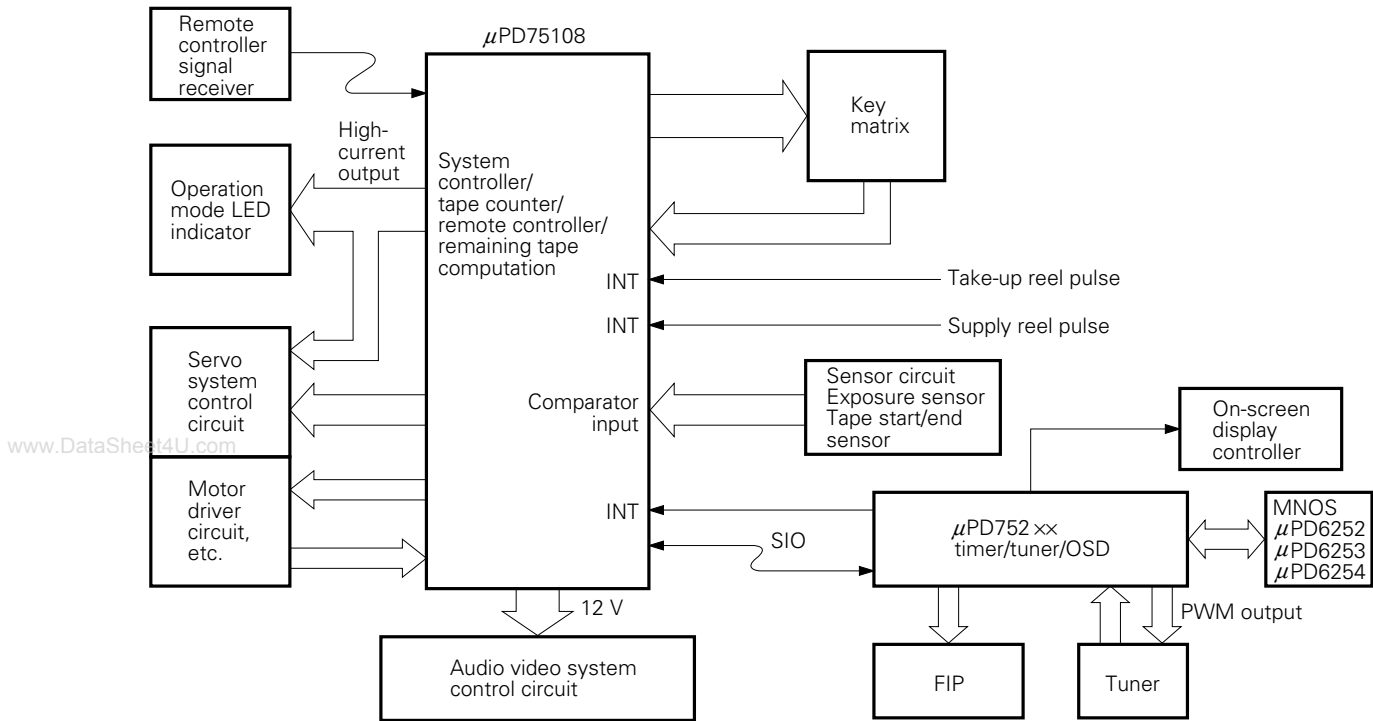 Remote
controller
signal
receiver
μPD75108
Key
matrix
High-
current
output
Operation
mode LED
indicator
System
controller/
tape counter/
remote controller/
remaining tape
computation
INT
Take-up reel pulse
INT
Supply reel pulse
Servo
system
control
circuit
Comparator
input
Sensor circuit
Exposure sensor
Tape start/end
sensor
On-screen
display
controller
www.DataSheet4U.com
Motor
driver
circuit,
etc.
INT
SIO
μPD752××
timer/tuner/OSD
MNOS
μPD6252
μPD6253
μPD6254
12 V
PWM output
Audio video system
control circuit
FIP
Tuner